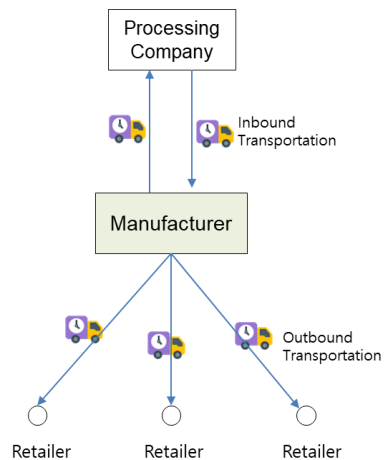 Processing
Company
Inbound
Transportation
Manufacturer
Outbound
Transportation
Retailer
Retailer
Retailer